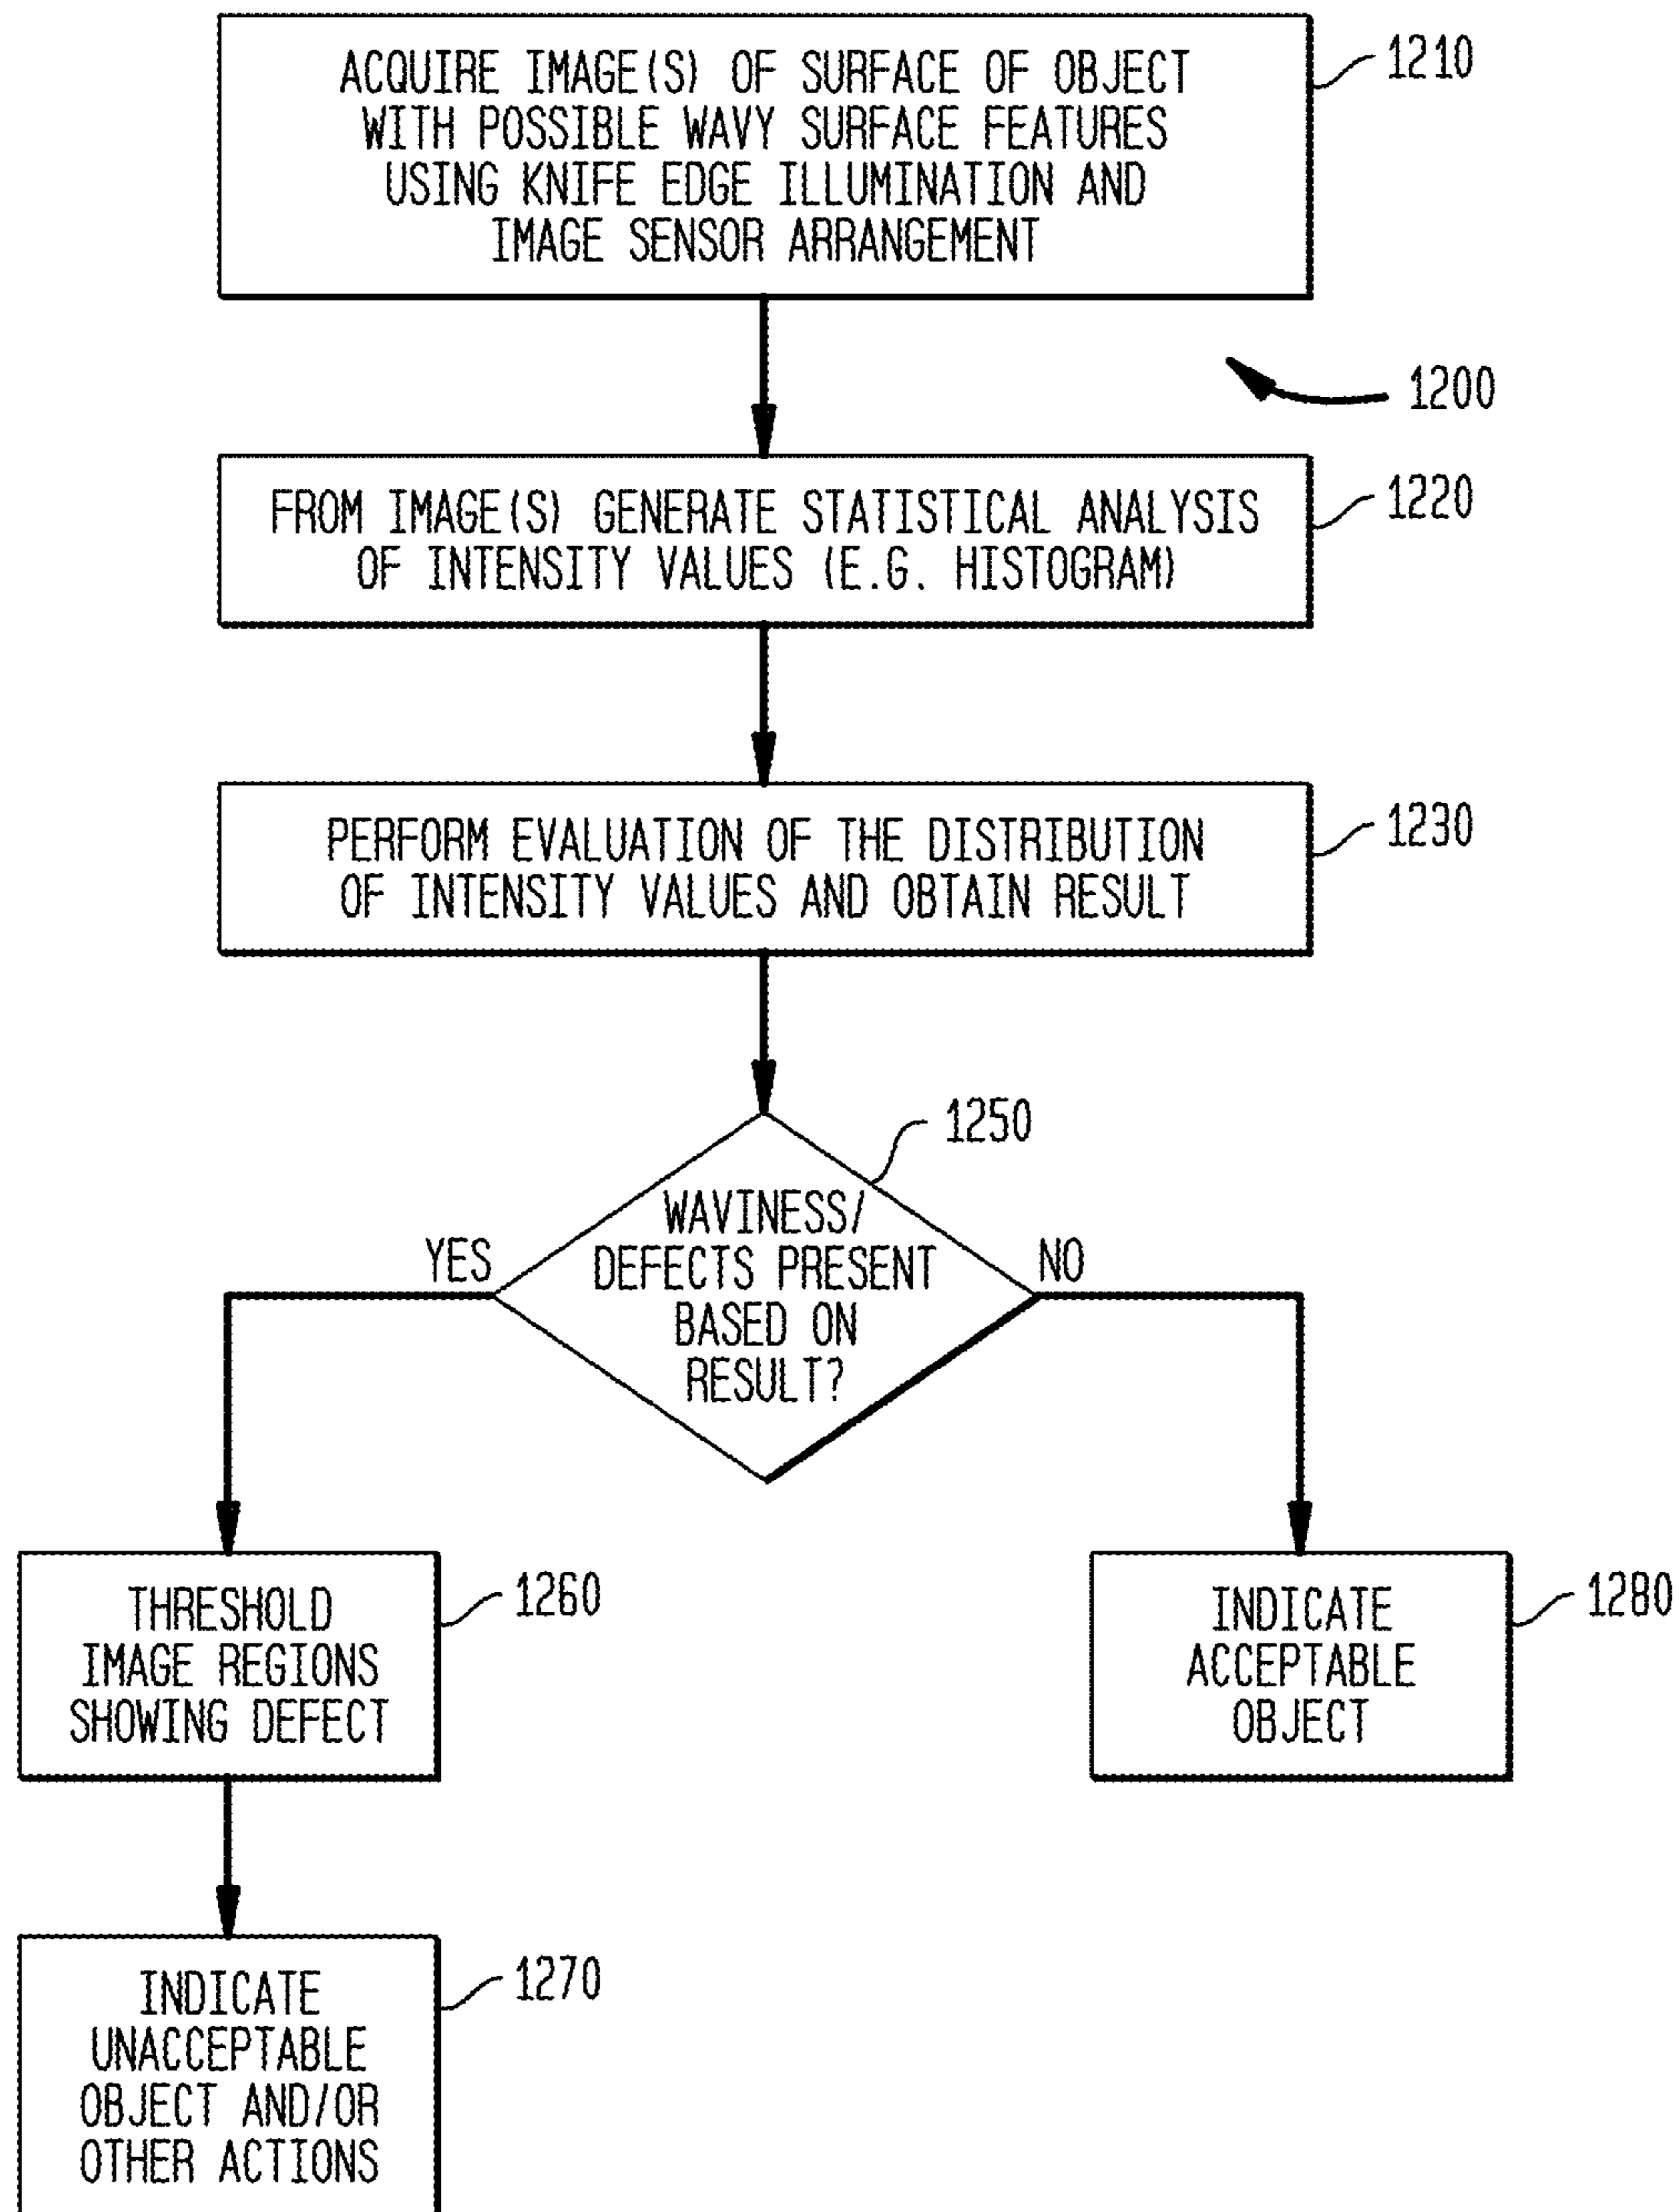 ACQUIRE IMAGE(S) OF SURFACE OF OBJECT
WITH POSSIBLE WAVY SURFACE FEATURES
USING KNIFE EDGE ILLUMINATION AND
IMAGE SENSOR ARRANGEMENT
1210
1200
FROM IMAGE(S) GENERATE STATISTICAL ANALYSIS
OF INTENSITY VALUES (E.G. HISTOGRAM)
1220
PERFORM EVALUATION OF THE DISTRIBUTION
OF INTENSITY VALUES AND OBTAIN RESULT
1230
1250
WAVINESS/
DEFECTS PRESENT
BASED ON
RESULT?
YES
NO
THRESHOLD
IMAGE REGIONS
SHOWING DEFECT
1260
INDICATE
ACCEPTABLE
OBJECT
1280
INDICATE
UNACCEPTABLE
OBJECT AND/OR
OTHER ACTIONS
1270